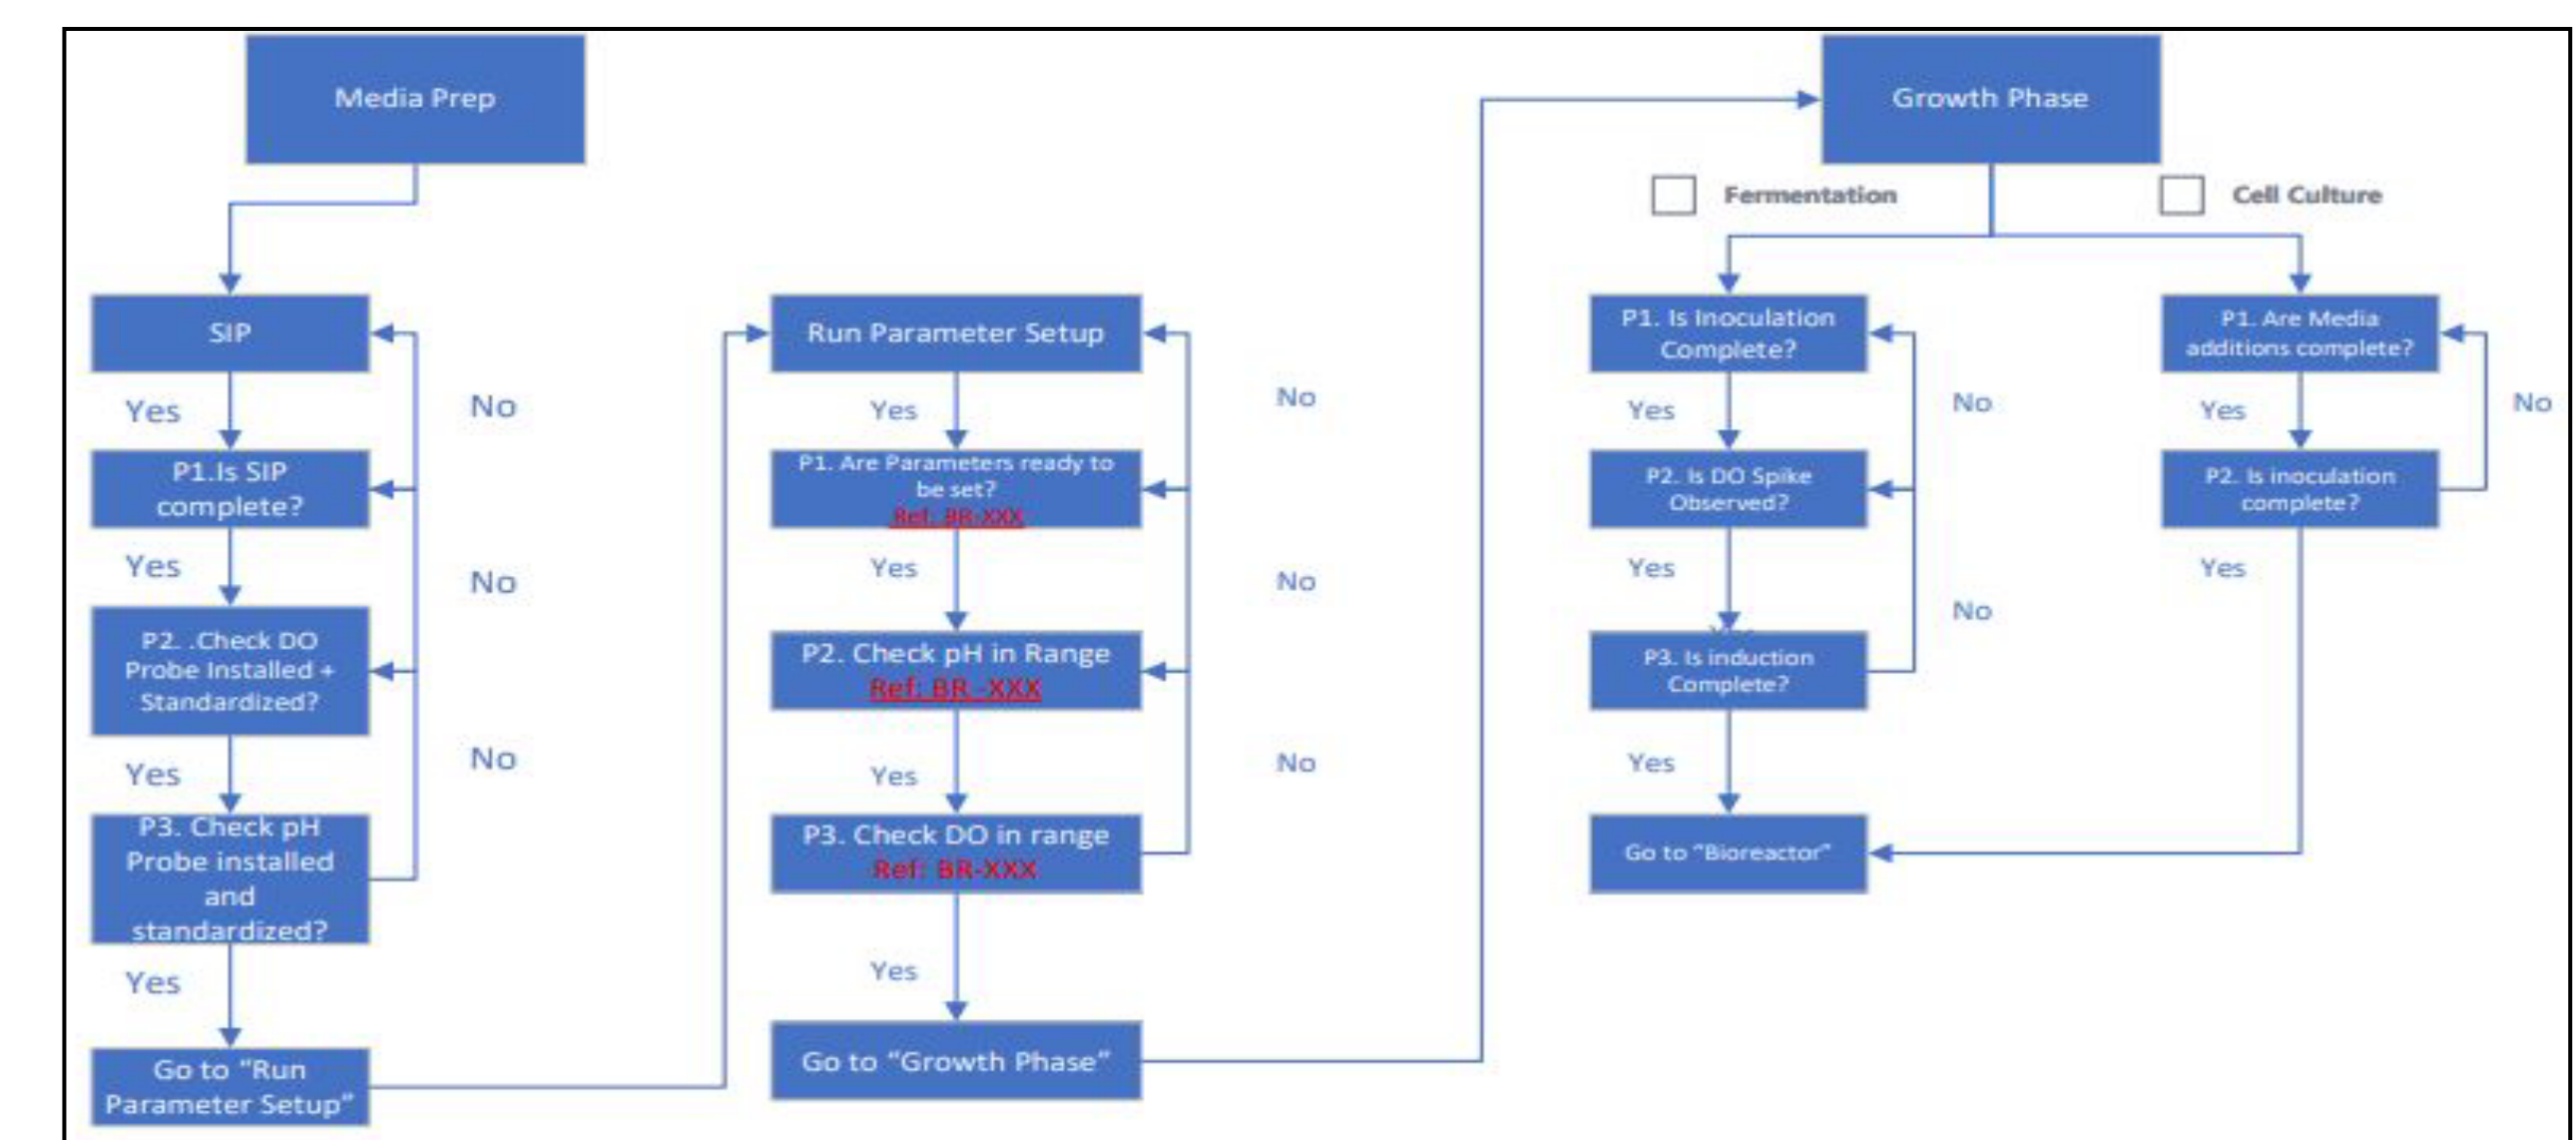 Media Prep
SIP
Yes
No
P1.Is SIP
complete?
Yes
No
P2. .Check DO
Probe Installed +
Standardized?
Yes
No
P3. Check pH
Probe installed
and
standardized?
Yes
Go to “Run
Parameter Setup”
Run Parameter Setup
Yes
No
P1. Are Parameters ready to
be set?
Ref: BR-XXX
Yes
No
P2. Check pH in Range
Ref: BR -XXX
Yes
No
P3. Check DO in range
Ref: BR-XXX
Yes
Go to “Growth Phase”
Growth Phase
Fermentation
Cell Culture
P1. Is Inoculation
Complete?
Yes
No
P2. Is DO Spike
Observed?
Yes
No
P3. Is induction
Complete?
Yes
Go to “Bioreactor”
P1. Are Media
additions complete?
Yes
No
P2. Is inoculation
complete?
Yes